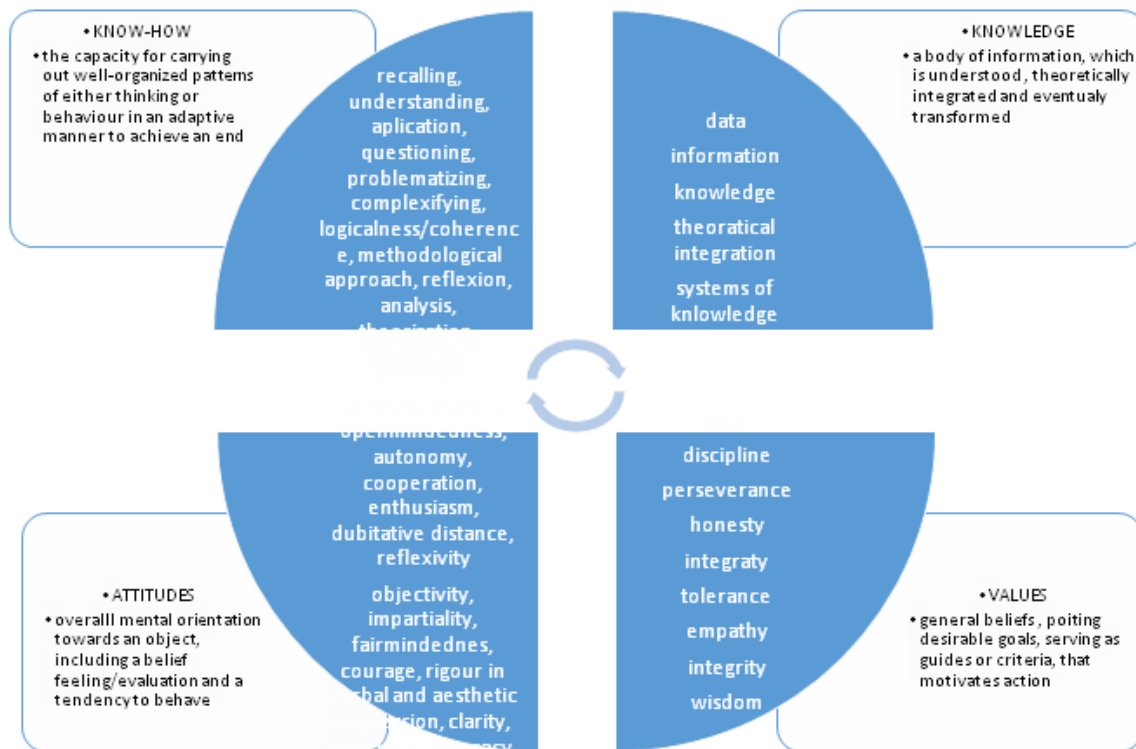 •KNOW-HOW
•the capacity for carrying
out well-organized patterns
of either thinking or
behaviour in an adaptive
manner to achieve an end
recalling,
understanding,
aplication,
questioning,
problematizing,
complexifying,
logicalness/coherenc
e, methodological
approach, reflexion,
analysis,
data
information
knowledge
theoratical
integration
systems of
knlowledge
•KNOWLEDGE
•a body of information, which
is understood, theoretically
integrated and eventualy
transformed
•ATTITUDES
•overalll mental orientation
towards an object,
including a belief
feeling/evaluation and a
tendency to behave
openmindedness,
autonomy,
cooperation,
enthusiasm,
dubitative distance,
reflexivity
objectivity,
impartiality,
fairmindednes,
courage, rigour in
and aesthetic
clarity,
discipline
perseverance
honesty
integraty
tolerance
empathy
integrity
wisdom
•VALUES
•general beliefs, poiting
desirable goals, serving as
guides or criteria, that
motivates action